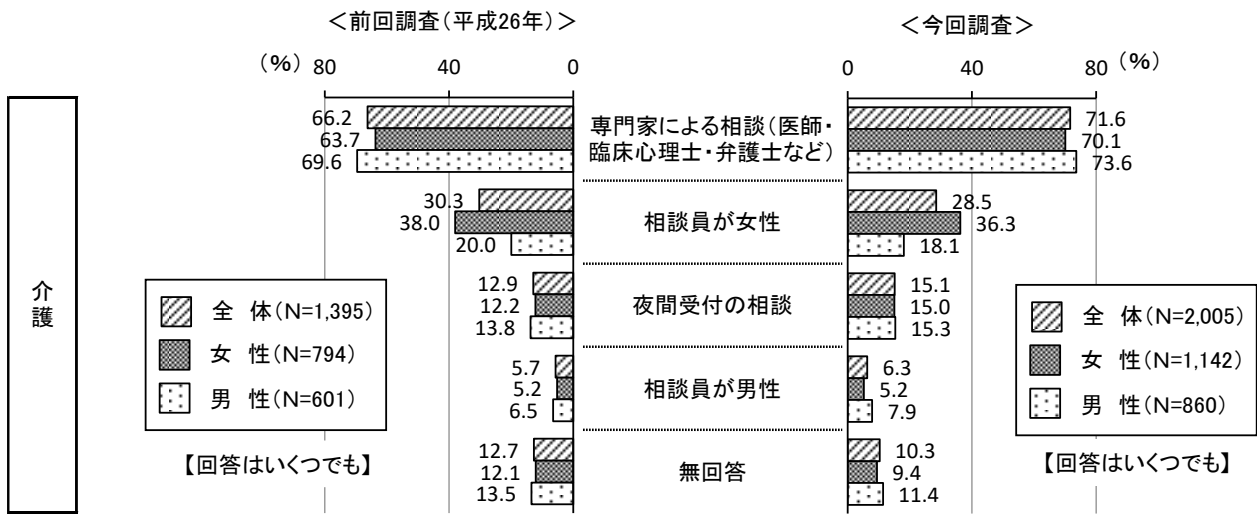 ＜前回調査（平成26年）＞
＜今回調査＞
（％） 80 40 0
0 40 80 （％）
介護
66.2
63.7
69.6
専門家による相談（医師・
臨床心理士・弁護士など）
71.6
70.1
73.6
30.3
38.0
20.0
相談員が女性
28.5
36.3
18.1
12.9
12.2
13.8
夜間受付の相談
15.1
15.0
15.3
5.7
5.2
6.5
相談員が男性
6.3
5.2
7.9
12.7
12.1
13.5
無回答
10.3
9.4
11.4
全 体（N=1,395）
女 性（N=794）
男 性（N=601）
【回答はいくつでも】
全 体（N=2,005）
女 性（N=1,142）
男 性（N=860）
【回答はいくつでも】